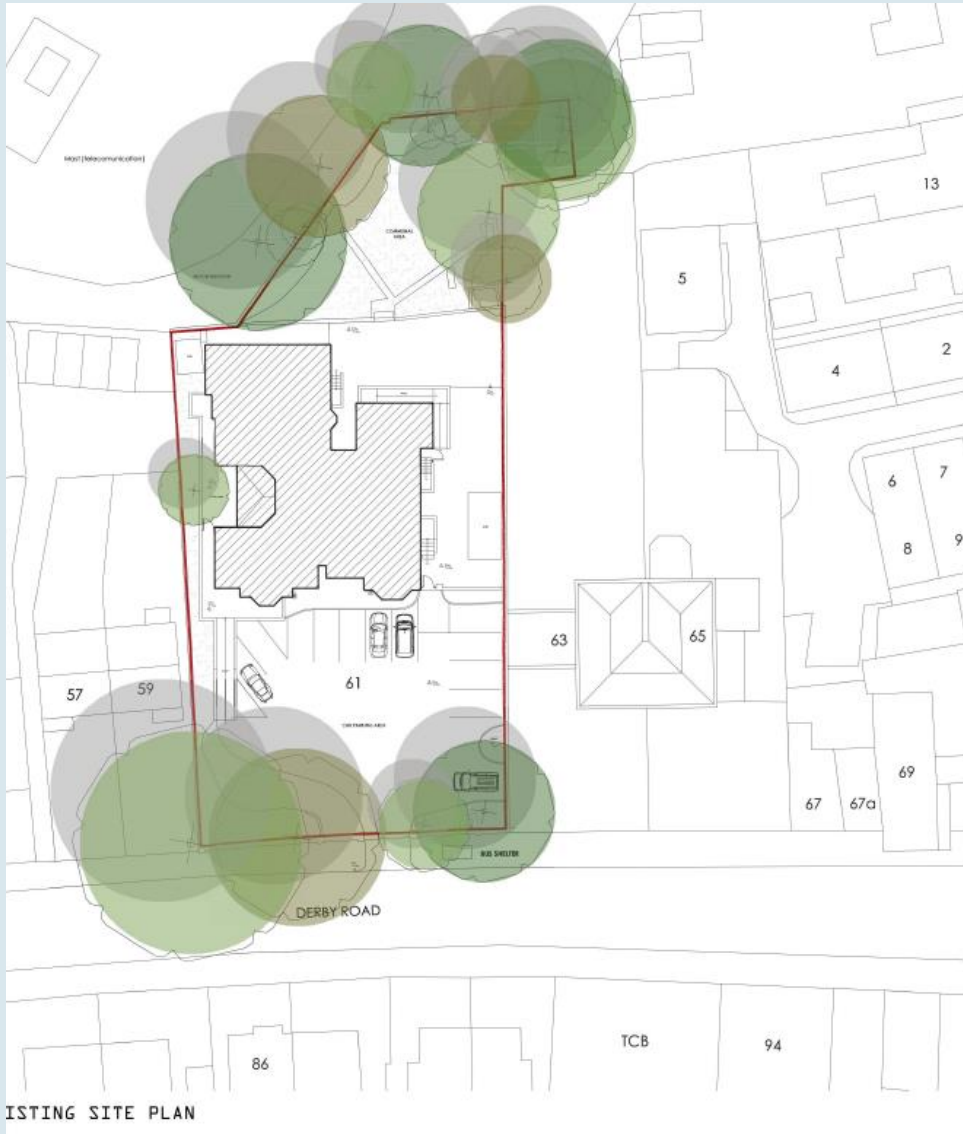 Mast (telecomunication)
13
COMMUNAL
AREA
5
2
4
7
6
9
8
63
65
57
59
61
CAR PARKING AREA
69
67
67a
BUS SHELTER
DERBY ROAD
TCB
94
86
ISTING SITE PLAN